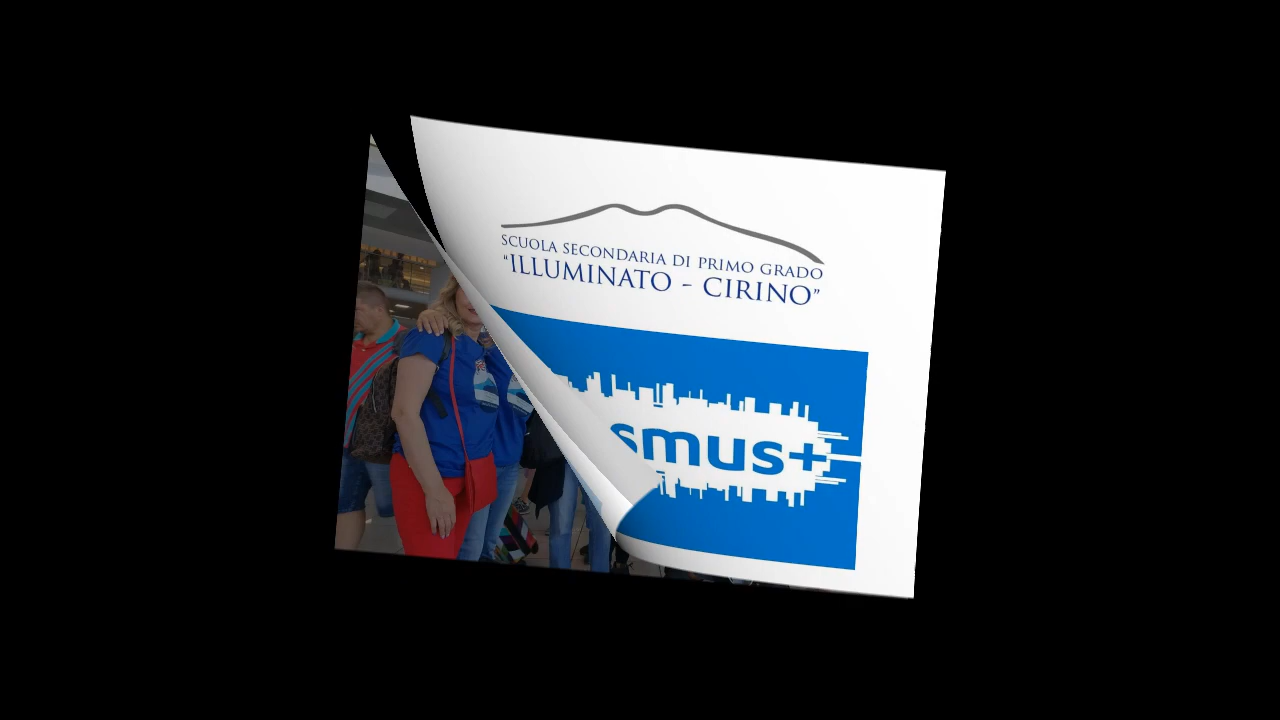 SCUOLA SECONDARIA DI PRIMO GRADO
"ILLUMINATO - CIRINO"
smus+